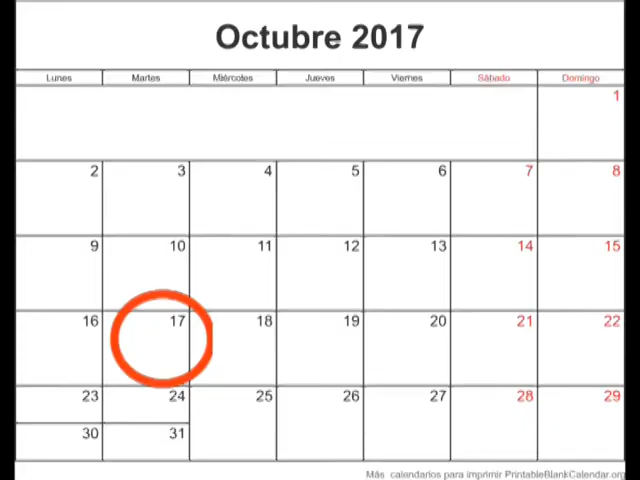 Octubre 2017
Lunes Martes Miércoles Jueves Viernes Sábado Domingo
1
2 3 4 5 6 7 8
9 10 11 12 13 14 15
16 17 18 19 20 21 22
23 24 25 26 27 28 29
30 31
Más calendarios para imprimir PrintableBlankCalendar.org